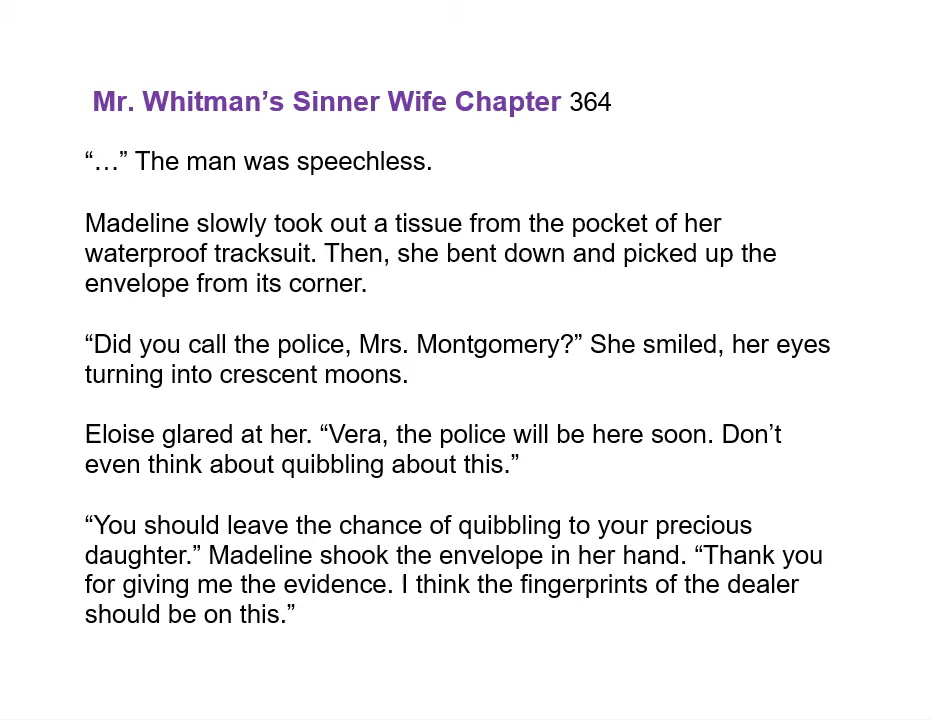 Mr. Whitman’s Sinner Wife Chapter 364
“…” The man was speechless.
Madeline slowly took out a tissue from the pocket of her
waterproof tracksuit. Then, she bent down and picked up the
envelope from its corner.
“Did you call the police, Mrs. Montgomery?” She smiled, her eyes
turning into crescent moons.
Eloise glared at her. “Vera, the police will be here soon. Don’t
even think about quibbling about this.”
“You should leave the chance of quibbling to your precious
daughter.” Madeline shook the envelope in her hand. “Thank you
for giving me the evidence. I think the fingerprints of the dealer
should be on this.”